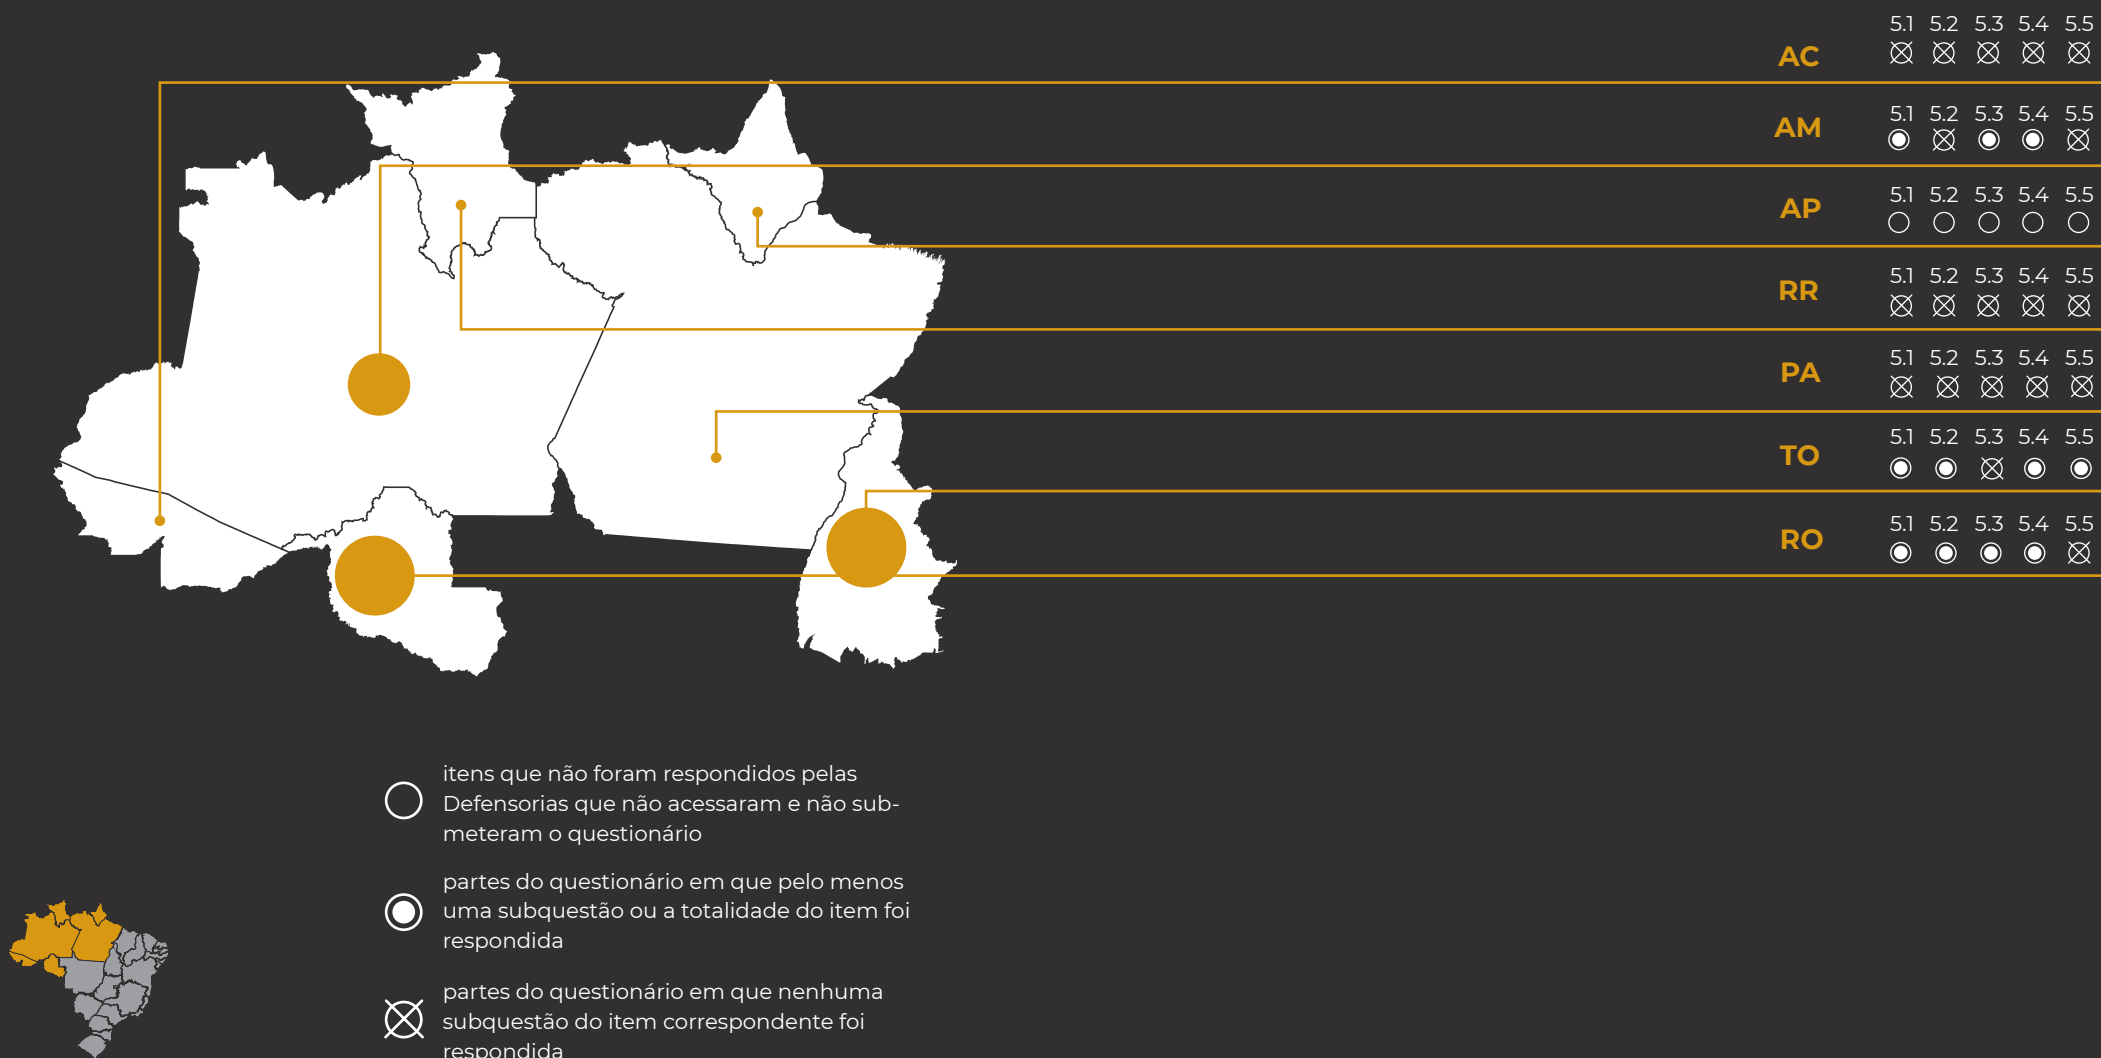 5.1 5.2 5.3 5.4 5.5
AC
5.1 5.2 5.3 5.4 5.5
AM
5.1 5.2 5.3 5.4 5.5
AP
5.1 5.2 5.3 5.4 5.5
RR
5.1 5.2 5.3 5.4 5.5
PA
5.1 5.2 5.3 5.4 5.5
TO
5.1 5.2 5.3 5.4 5.5
RO
itens que não foram respondidos pelas
Defensorias que não acessaram e não sub-
meteram o questionário
partes do questionário em que pelo menos
uma subquestão ou a totalidade do item foi
respondida
partes do questionário em que nenhuma
subquestão do item correspondente foi
respondida